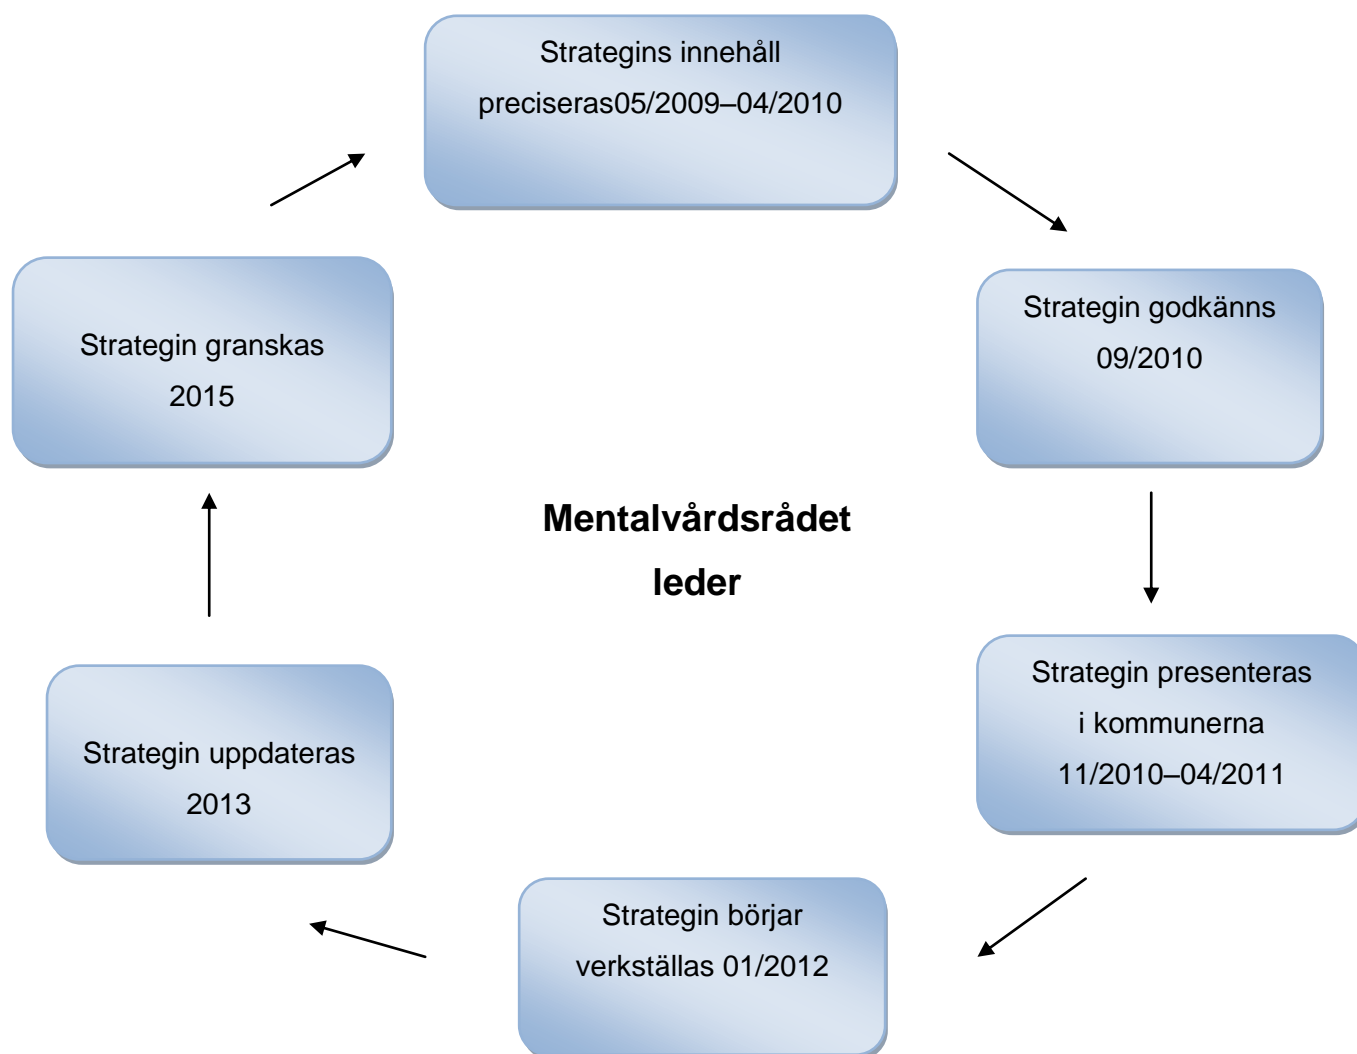 Strategins innehåll
preciseras05/2009–04/2010
Strategin godkänns
09/2010
Strategin presenteras
i kommunerna
11/2010–04/2011
Strategin börjar
verkställas 01/2012
Strategin uppdateras
2013
Strategin granskas
2015
Mentalvårdsrådet
leder